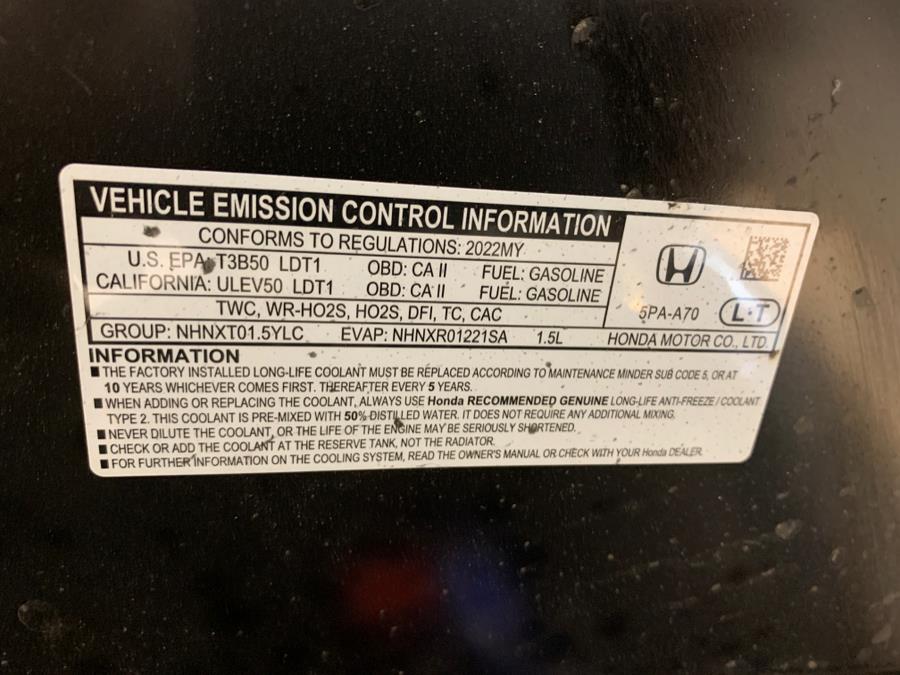 VEHICLE EMISSION CONTROL INFORMATION
CONFORMS TO REGULATIONS: 2022MY
U.S. EPA: T3B50 LDT1 OBD: CA II FUEL: GASOLINE
CALIFORNIA: ULEV50 LDT1 OBD: CA II FUEL: GASOLINE
TWC, WR-HO2S, HO2S, DFI, TC, CAC
5PA-A70 L·T
GROUP: NHNXT01.5YLC EVAP: NHNXR01221SA 1.5L HONDA MOTOR CO., LTD.
INFORMATION
■ THE FACTORY INSTALLED LONG-LIFE COOLANT MUST BE REPLACED ACCORDING TO MAINTENANCE MINDER SUB CODE 5, OR AT
10 YEARS WHICHEVER COMES FIRST. THEREAFTER EVERY 5 YEARS.
■ WHEN ADDING OR REPLACING THE COOLANT, ALWAYS USE Honda RECOMMENDED GENUINE LONG-LIFE ANTI-FREEZE / COOLANT
TYPE 2. THIS COOLANT IS PRE-MIXED WITH 50% DISTILLED WATER. IT DOES NOT REQUIRE ANY ADDITIONAL MIXING.
■ NEVER DILUTE THE COOLANT, OR THE LIFE OF THE ENGINE MAY BE SERIOUSLY SHORTENED.
■ CHECK OR ADD THE COOLANT AT THE RESERVE TANK, NOT THE RADIATOR.
■ FOR FURTHER INFORMATION ON THE COOLING SYSTEM, READ THE OWNER'S MANUAL OR CHECK WITH YOUR Honda DEALER.